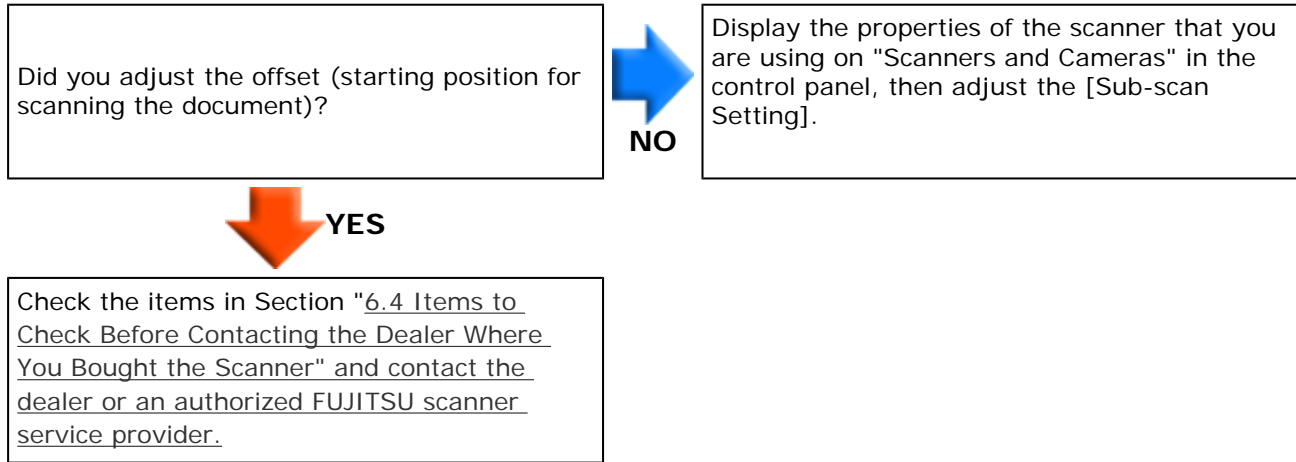 Did you adjust the offset (starting position for
scanning the document)?
NO
Display the properties of the scanner that you
are using on "Scanners and Cameras" in the
control panel, then adjust the [Sub-scan
Setting].
YES
Check the items in Section "6.4 Items to
Check Before Contacting the Dealer Where
You Bought the Scanner" and contact the
dealer or an authorized FUJITSU scanner
service provider.